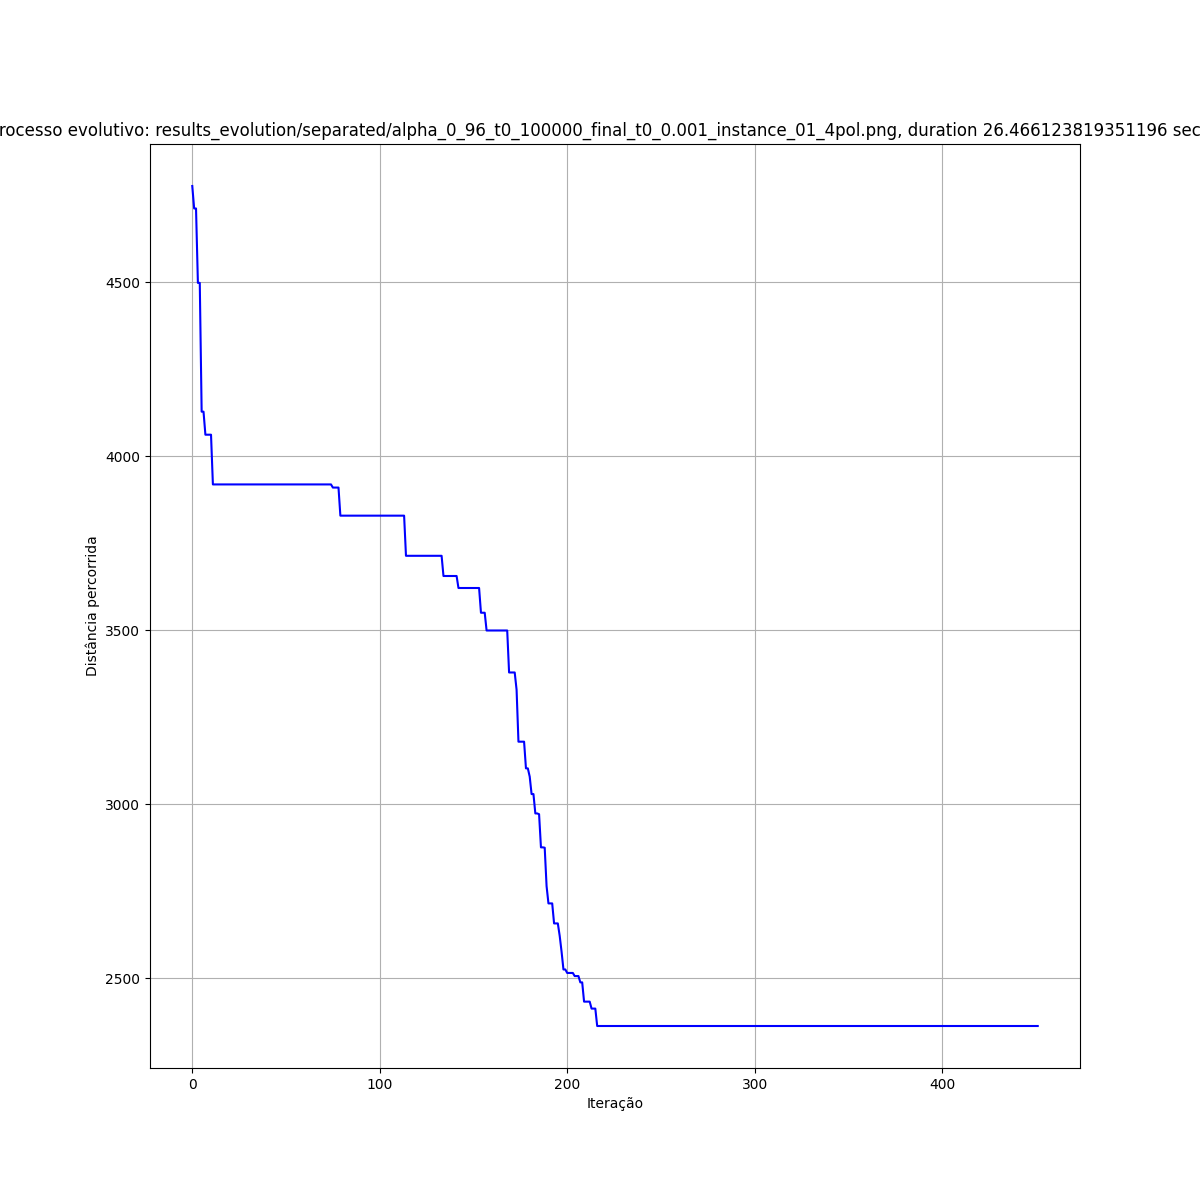 rocesso evolutivo: results_evolution/separated/alpha_0_96_t0_100000_final_t0_0.001_instance_01_4pol.png, duration 26.466123819351196 sec
4500
4000
3500
3000
2500
Distância percorrida
0 100 200 300 400
Iteração